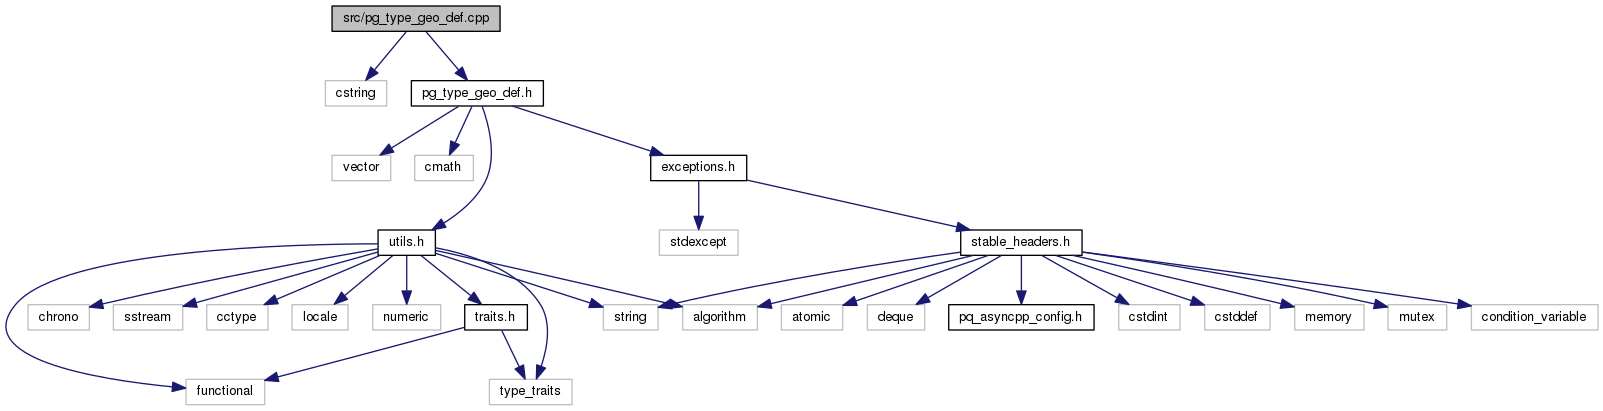 src/pg_type_geo_def.cpp
cstring
pg_type_geo_def.h
vector
cmath
exceptions.h
utils.h
stdexcept
stable_headers.h
chrono
sstream
cctype
locale
numeric
traits.h
string
algorithm
atomic
deque
pq_asyncpp_config.h
cstdint
cstddef
memory
mutex
condition_variable
functional
type_traits